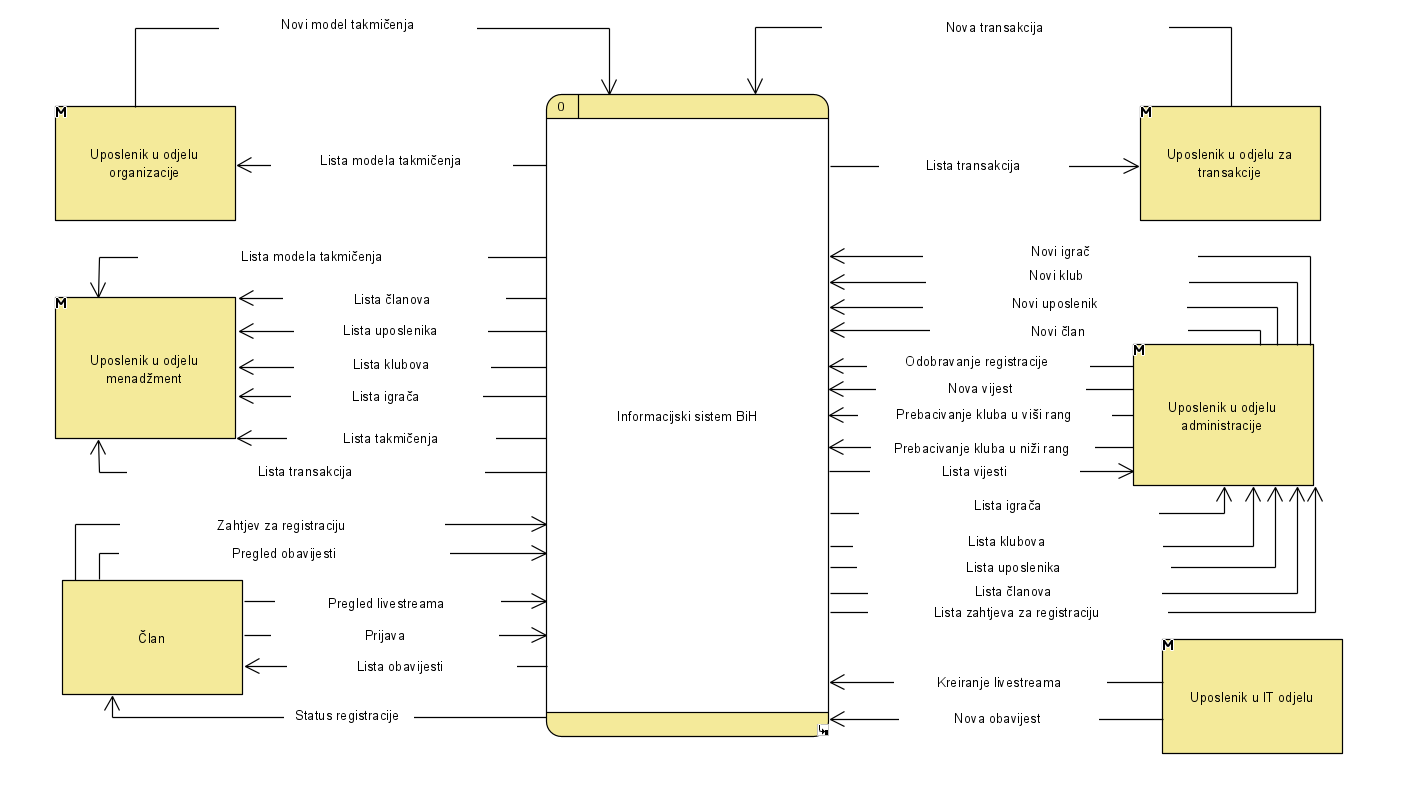 Novi model takmičenja
Nova transakcija
0
M
Uposlenik u odjelu
organizacije
Lista modela takmičenja
M
Uposlenik u odjelu za
transakcije
Lista transakcija
Lista modela takmičenja
Lista članova
Lista uposlenika
Lista klubova
Lista igrača
Lista takmičenja
Lista transakcija
M
Uposlenik u odjelu
menadžment
Informacijski sistem BiH
Novi igrač
Novi klub
Novi uposlenik
Novi član
Odobravanje registracije
Nova vijest
Prebacivanje kluba u viši rang
Prebacivanje kluba u niži rang
Lista vijesti
M
Uposlenik u odjelu
administracije
Lista igrača
Lista klubova
Lista uposlenika
Lista članova
Lista zahtjeva za registraciju
Zahtjev za registraciju
Pregled obavijesti
Pregled livestreama
Prijava
Lista obavijesti
Status registracije
Član
Kreiranje livestreama
Nova obavijest
M
Uposlenik u IT odjelu